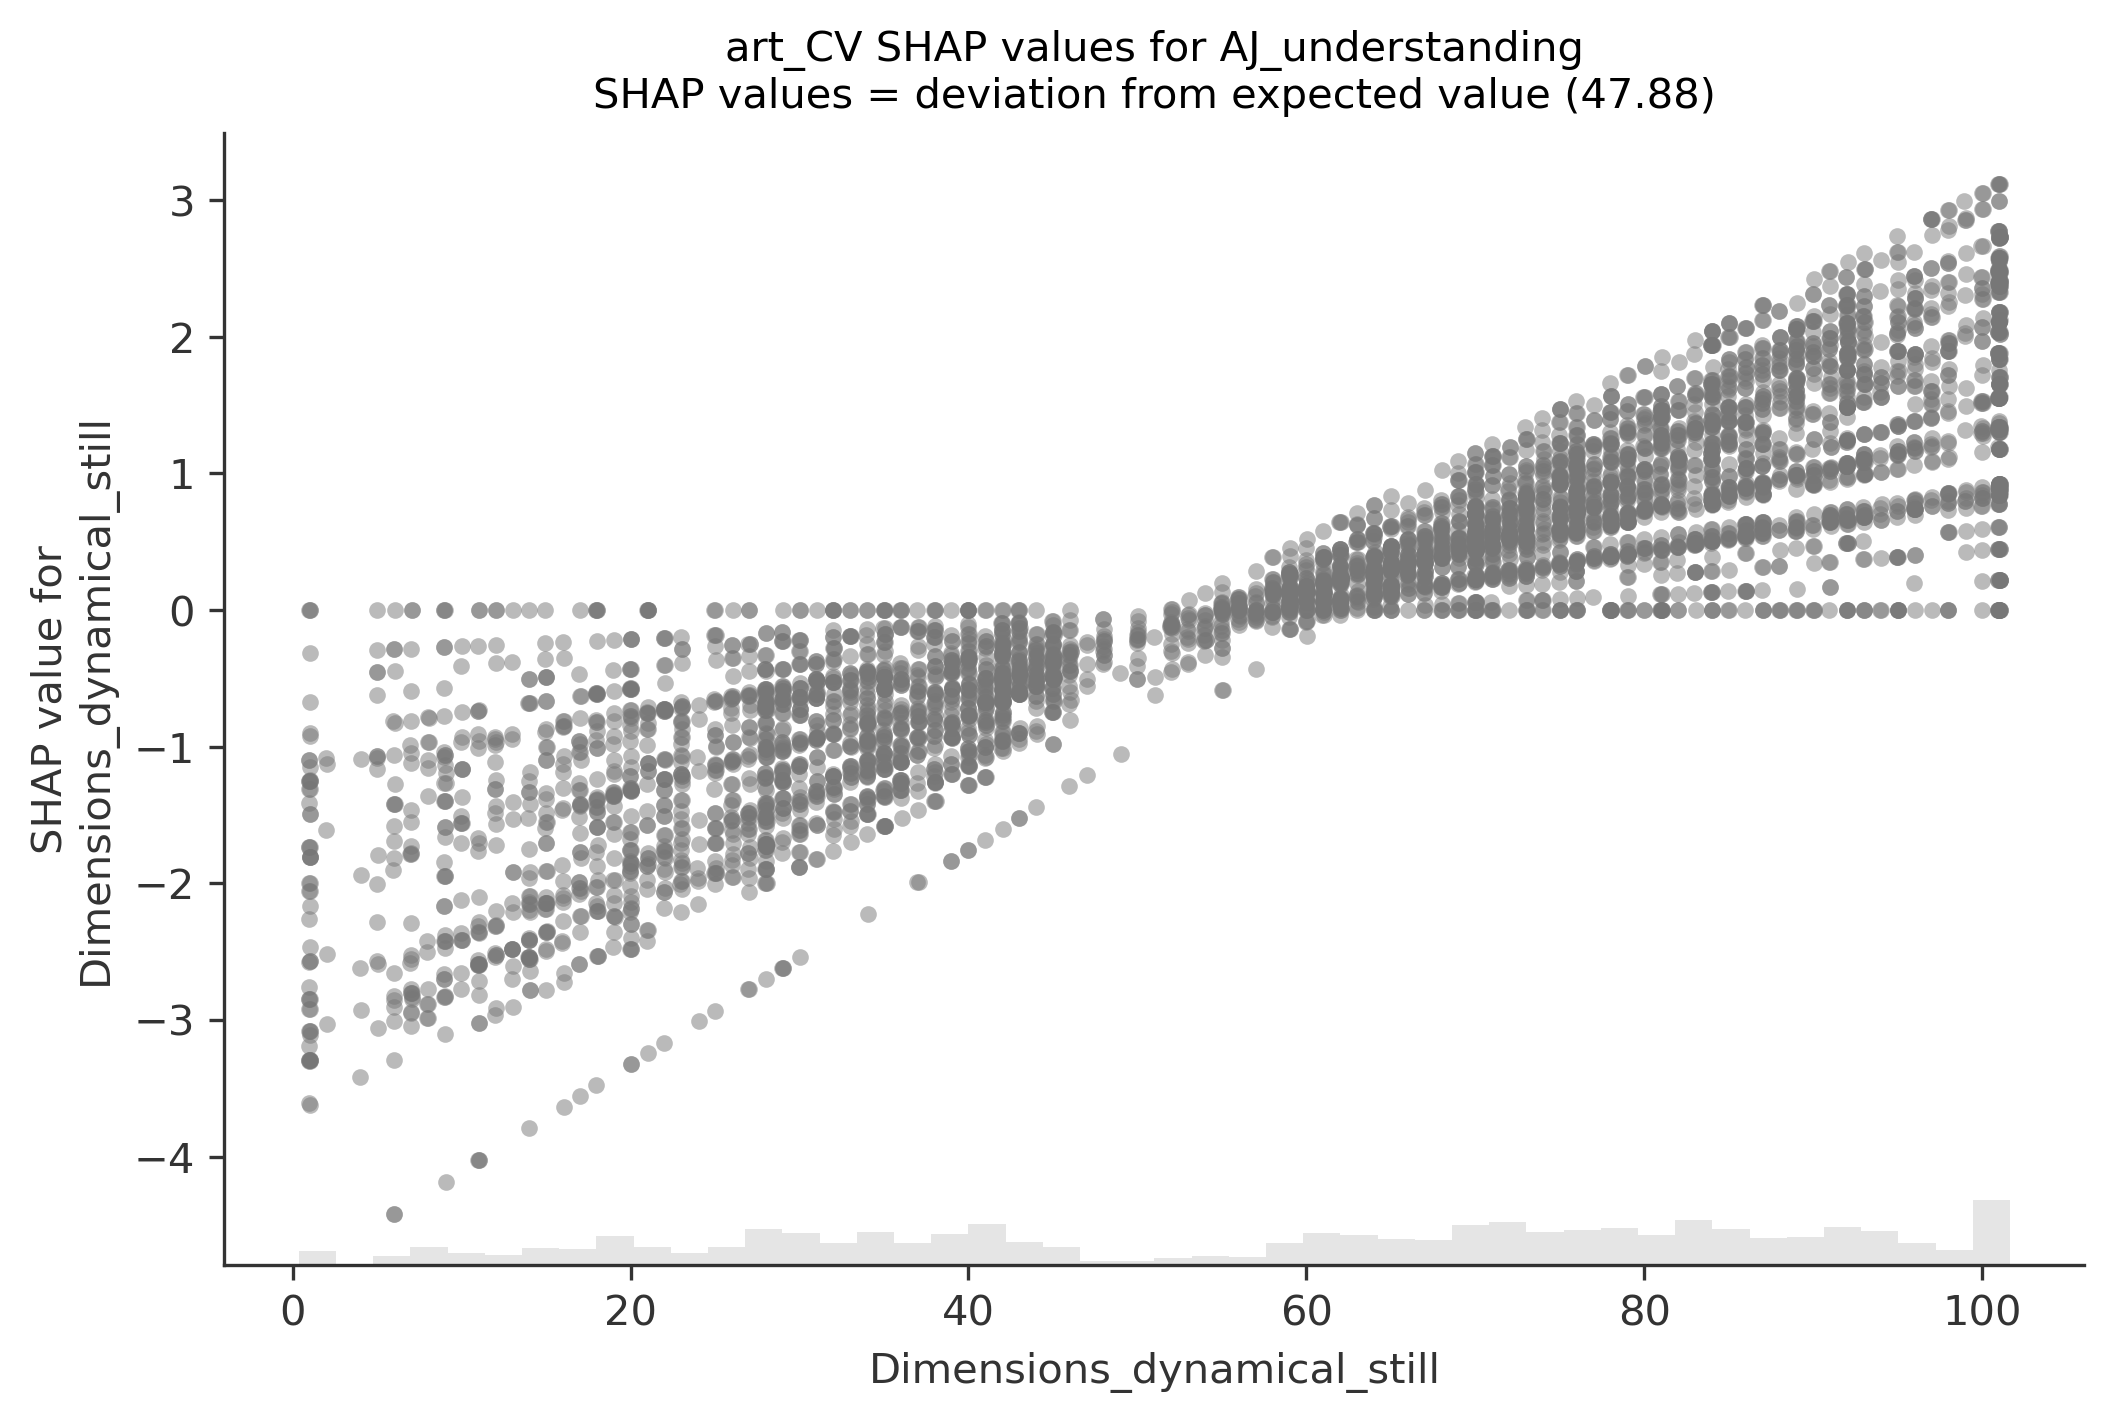 art_CV SHAP values for AJ_understanding
SHAP values = deviation from expected value (47.88)
SHAP value for
Dimensions_dynamical_still
3
2
1
0
−1
−2
−3
−4
0 20 40 60 80 100
Dimensions_dynamical_still